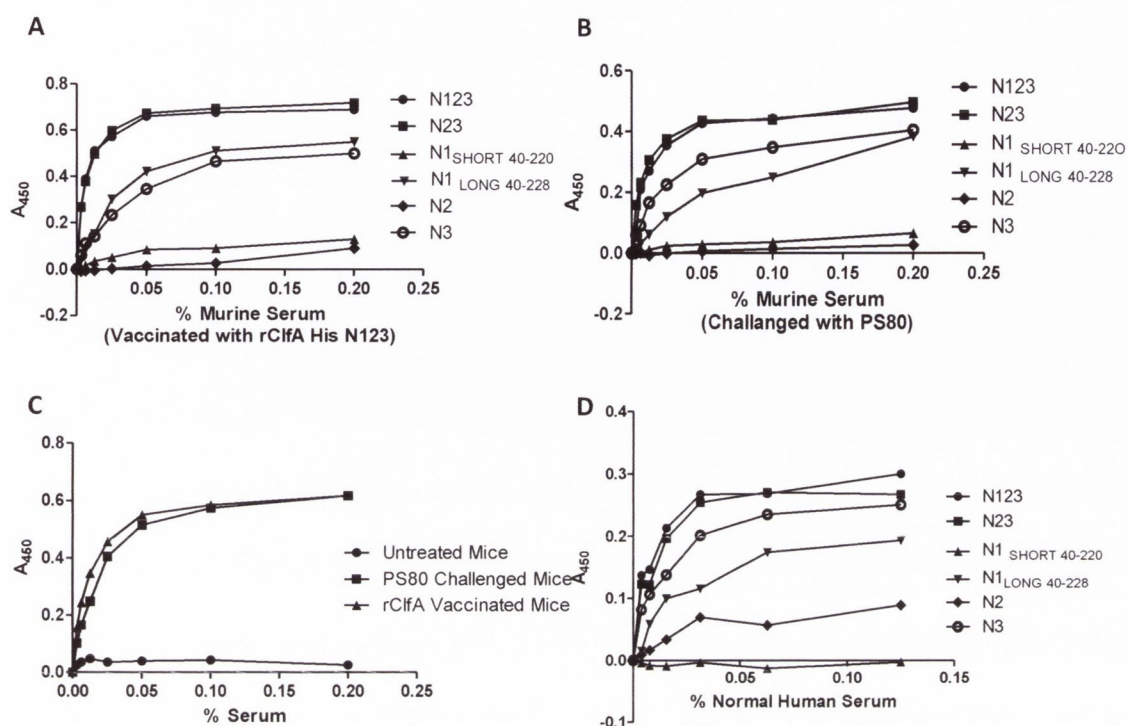 A
0.8
0.6
0.4
0.2
0.0
-0.2
A450
0.05
0.10
0.15
0.20
0.25
% Murine Serum
(Vaccinated with rClfA His N123)
N123
N23
N1SHORT 40-220
N1 LONG 40-228
N2
N3
B
0.6
0.4
0.2
0.0
-0.2
A450
0.05
0.10
0.15
0.20
0.25
% Murine Serum
(Challanged with PS80)
N123
N23
N1 SHORT 40-220
N1 LONG 40-228
N2
N3
C
0.8
0.6
0.4
0.2
0.0
A450
0.00
0.05
0.10
0.15
0.20
0.25
% Serum
Untreated Mice
PS80 Challenged Mice
rClfA Vaccinated Mice
D
0.4
0.3
0.2
0.1
0.0
-0.1
A450
0.05
0.10
0.15
% Normal Human Serum
N123
N23
N1 SHORT 40-220
N1LONG 40-228
N2
N3